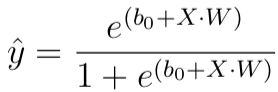 ŷ = e^(b₀+X·W) / (1 + e^(b₀+X·W))